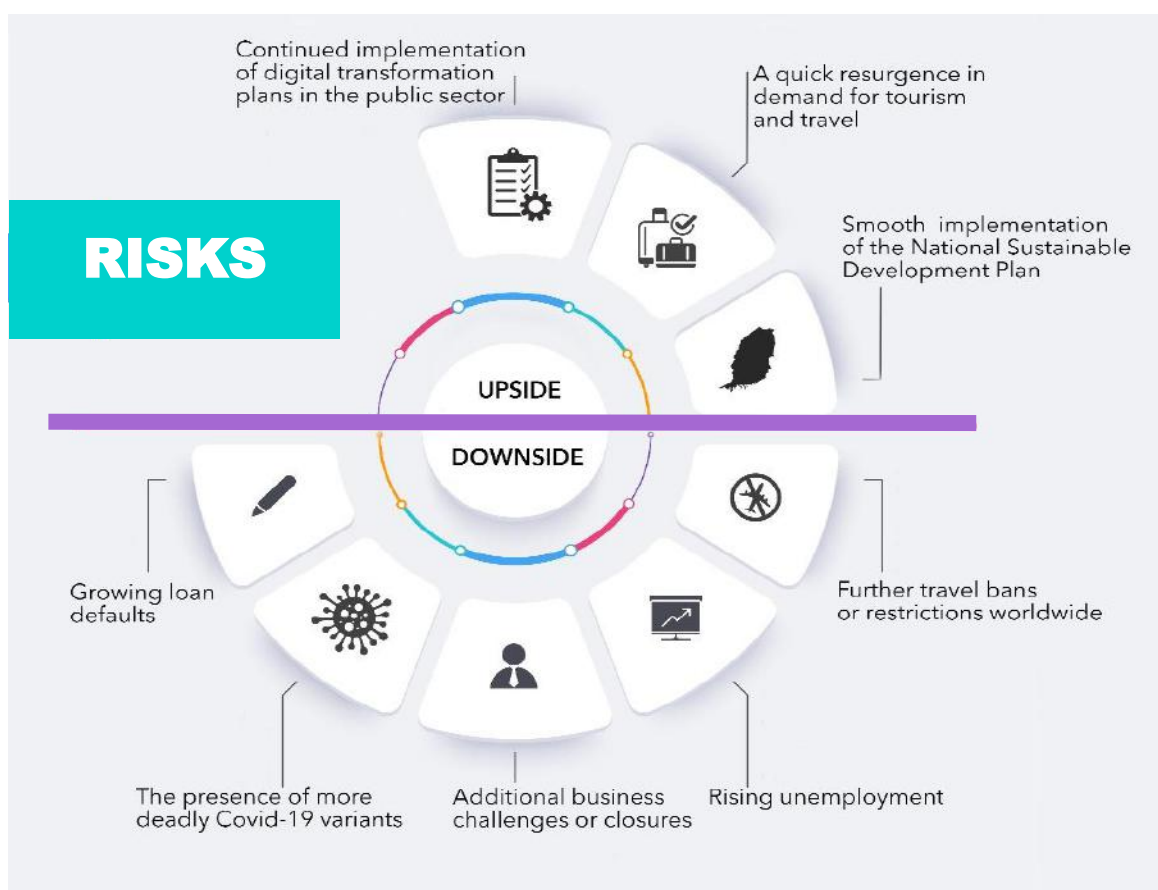 Continued implementation
of digital transformation
plans in the public sector
A quick resurgence in
demand for tourism
and travel
RISKS
Smooth implementation
of the National Sustainable
Development Plan
UPSIDE
DOWNSIDE
Growing loan
defaults
Further travel bans
or restrictions worldwide
The presence of more
deadly Covid-19 variants
Additional business
challenges or closures
Rising unemployment